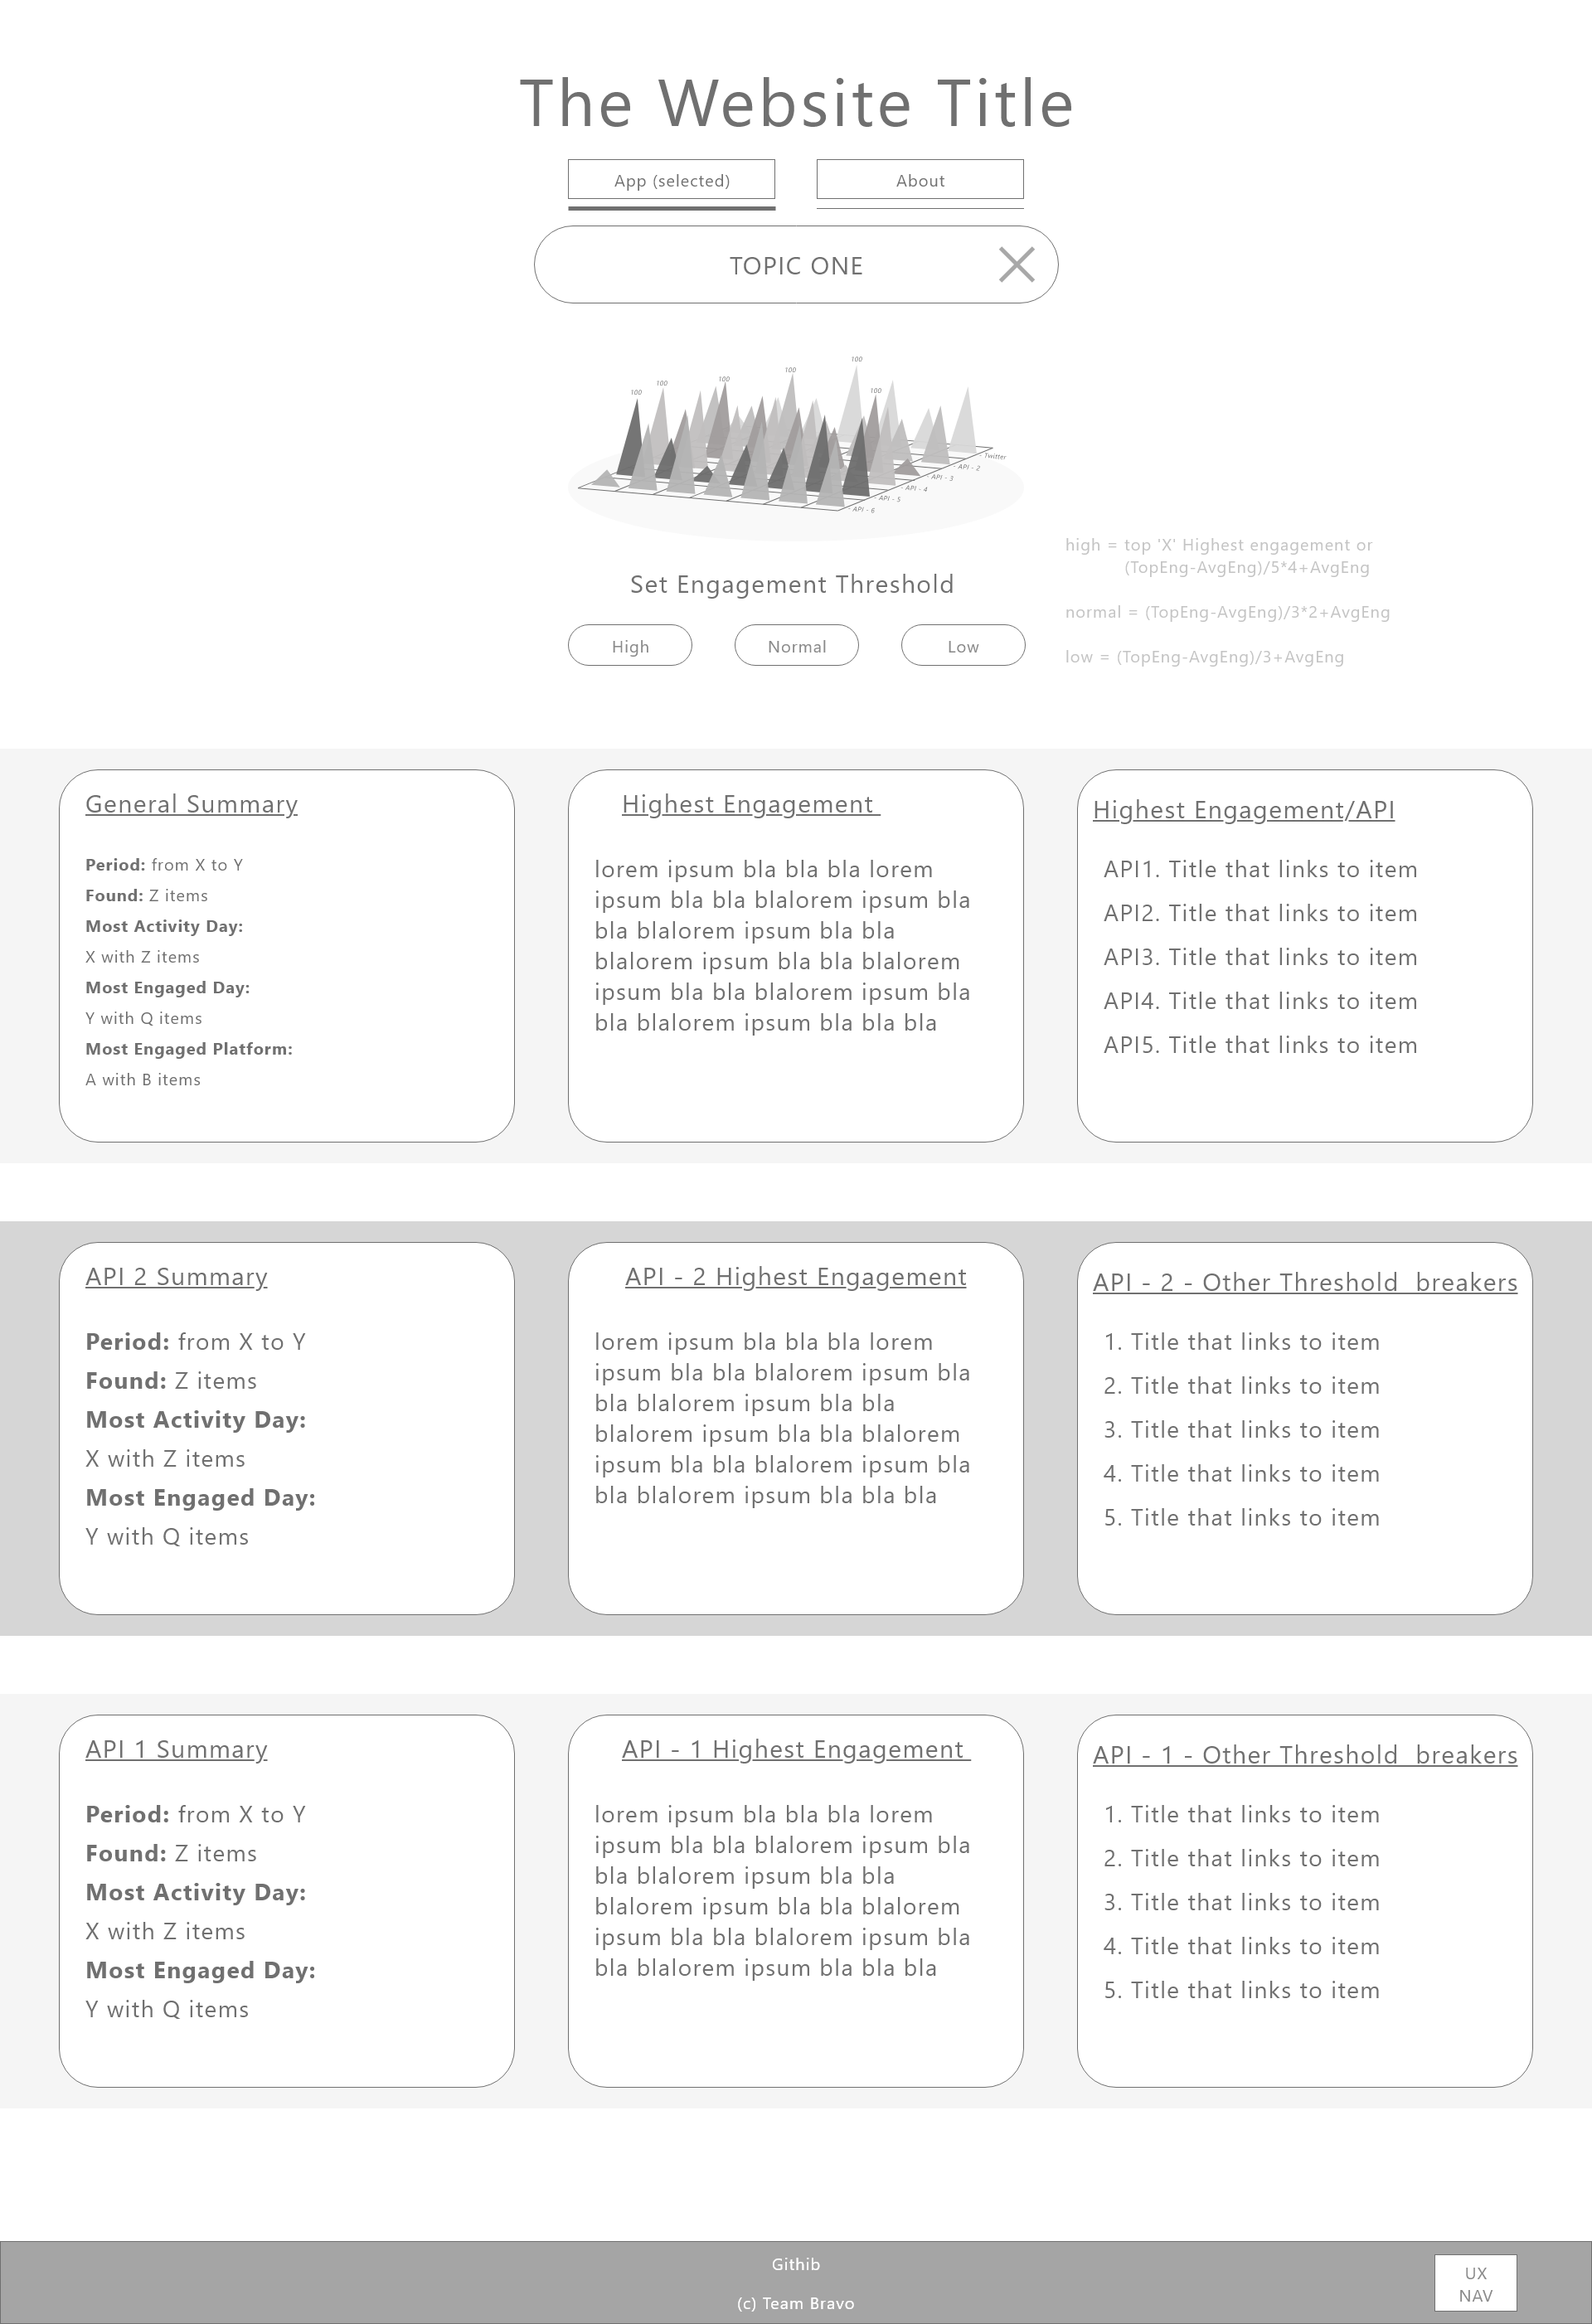 The Website Title
App (selected)
About
TOPIC ONE
100
100
100
100
100
100
- Twitter
- API - 2
- API - 3
- API - 4
- API - 5
- API - 6
high = top 'X' Highest engagement or
(TopEng-AvgEng)/5*4+AvgEng
normal = (TopEng-AvgEng)/3*2+AvgEng
low = (TopEng-AvgEng)/3+AvgEng
Set Engagement Threshold
High
Normal
Low
General Summary
Period: from X to Y
Found: Z items
Most Activity Day:
X with Z items
Most Engaged Day:
Y with Q items
Most Engaged Platform:
A with B items
Highest Engagement
lorem ipsum bla bla bla lorem
ipsum bla bla blalorem ipsum bla
bla blalorem ipsum bla bla
blalorem ipsum bla bla blalorem
ipsum bla bla blalorem ipsum bla
bla blalorem ipsum bla bla bla
Highest Engagement/API
API1. Title that links to item
API2. Title that links to item
API3. Title that links to item
API4. Title that links to item
API5. Title that links to item
API 2 Summary
Period: from X to Y
Found: Z items
Most Activity Day:
X with Z items
Most Engaged Day:
Y with Q items
API - 2 Highest Engagement
lorem ipsum bla bla bla lorem
ipsum bla bla blalorem ipsum bla
bla blalorem ipsum bla bla
blalorem ipsum bla bla blalorem
ipsum bla bla blalorem ipsum bla
bla blalorem ipsum bla bla bla
API - 2 - Other Threshold  breakers
1. Title that links to item
2. Title that links to item
3. Title that links to item
4. Title that links to item
5. Title that links to item
API 1 Summary
Period: from X to Y
Found: Z items
Most Activity Day:
X with Z items
Most Engaged Day:
Y with Q items
API - 1 Highest Engagement
lorem ipsum bla bla bla lorem
ipsum bla bla blalorem ipsum bla
bla blalorem ipsum bla bla
blalorem ipsum bla bla blalorem
ipsum bla bla blalorem ipsum bla
bla blalorem ipsum bla bla bla
API - 1 - Other Threshold  breakers
1. Title that links to item
2. Title that links to item
3. Title that links to item
4. Title that links to item
5. Title that links to item
Githib
(c) Team Bravo
UX
NAV